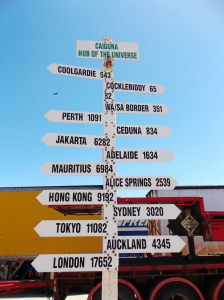 CAIGUNA
HUB OF THE UNIVERSE
COOLGARDIE 543
COCKLEBIDDY 65
92
WA/SA BORDER 351
PERTH 1091
CEDUNA 834
JAKARTA 6282
ADELAIDE 1634
MAURITIUS 6984
ALICE SPRINGS 2539
HONG KONG 9192
SYDNEY 3020
TOKYO 11082
AUCKLAND 4345
LONDON 17652